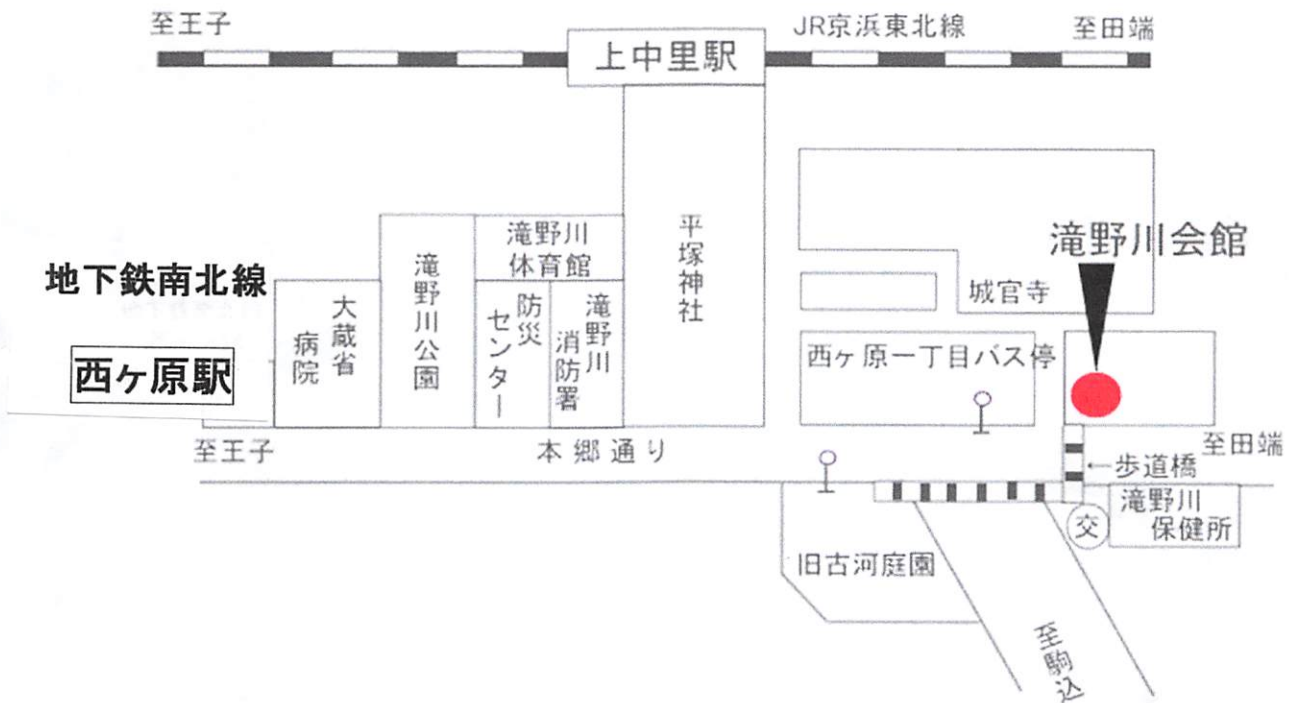 至王子
JR京浜東北線
至田端
上中里駅
滝野川会館
滝野川
体育館
平塚神社
滝野川公園
地下鉄南北線
城官寺
大蔵省
病院
防災
センター
滝野川
消防署
西ヶ原一丁目バス停
西ヶ原駅
至王子
本郷通り
至田端
←歩道橋
滝野川
保健所
交
旧古河庭園
至駒込